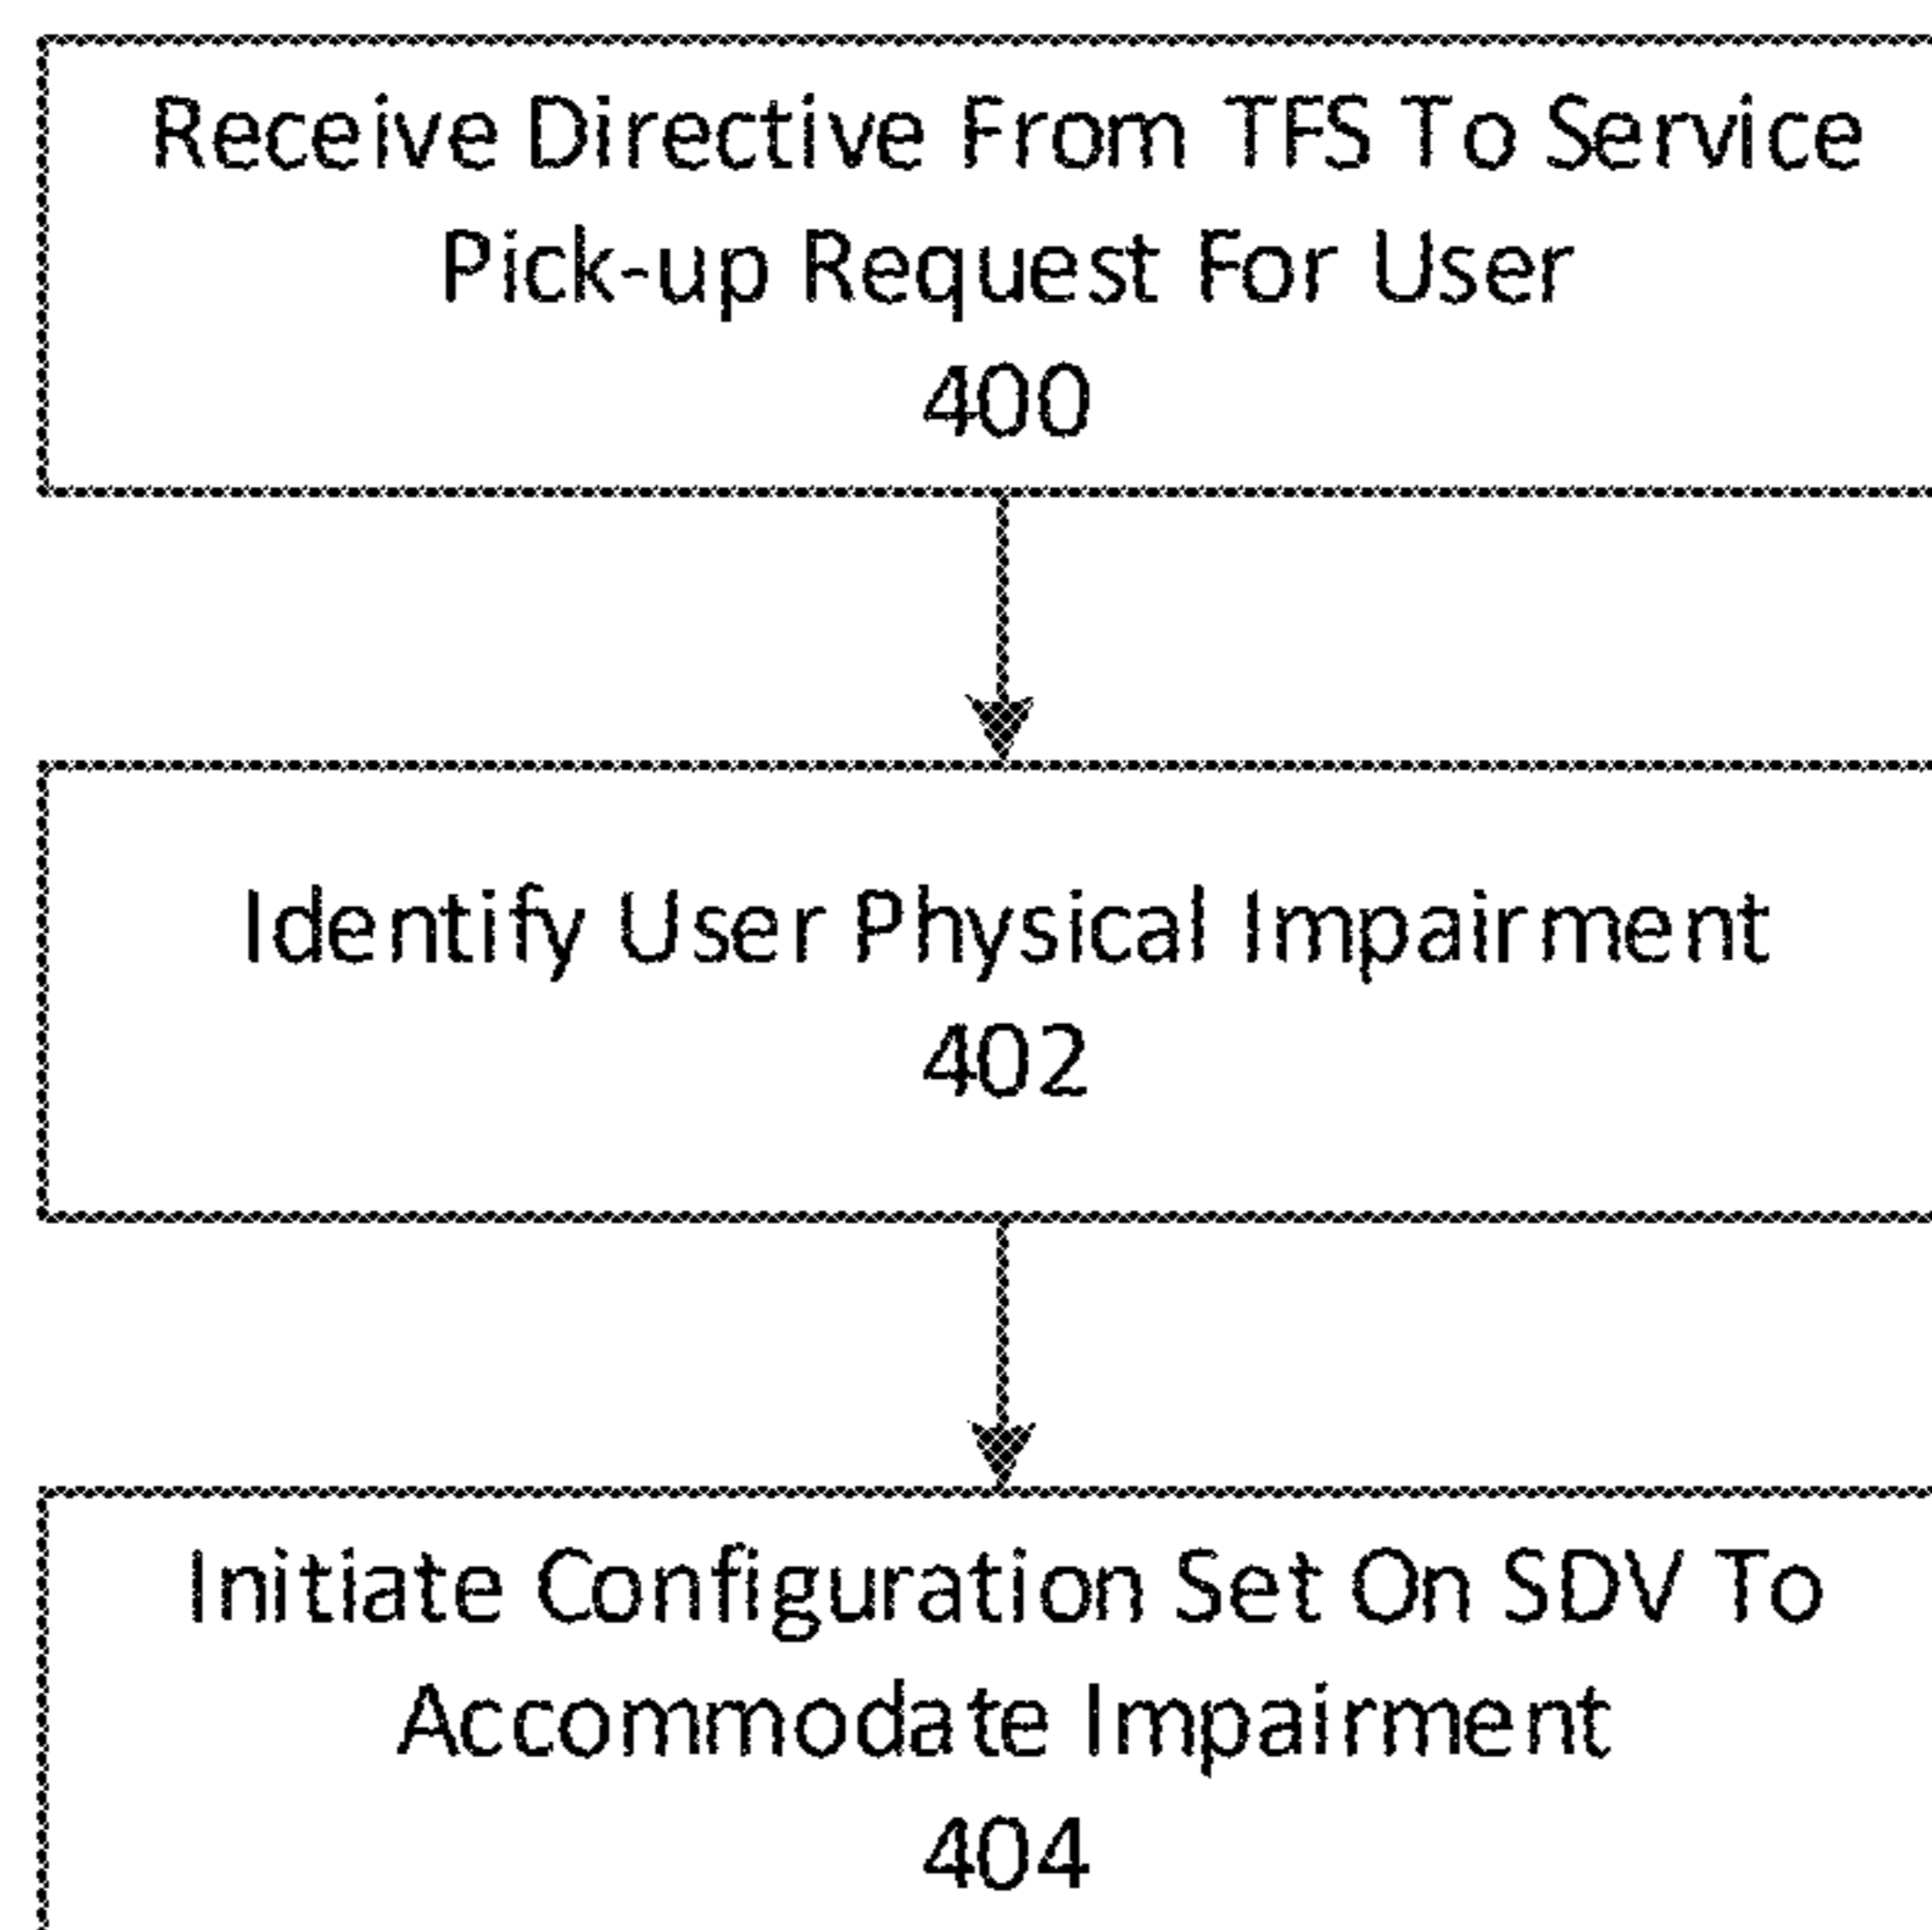 Receive Directive From TFS To Service
Pick-up Request For User
400
Identify User Physical Impairment
402
Initiate Configuration Set On SDV To
Accommodate Impairment
404